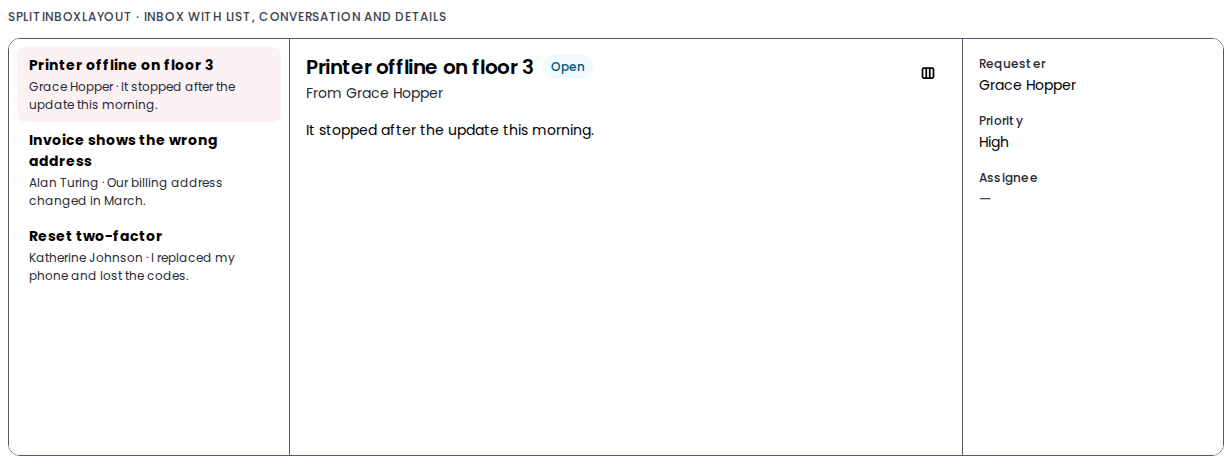 SPLITINBOXLAYOUT · INBOX WITH LIST, CONVERSATION AND DETAILS
Printer offline on floor 3
Grace Hopper · It stopped after the
update this morning.
Invoice shows the wrong
address
Alan Turing · Our billing address
changed in March.
Reset two-factor
Katherine Johnson · I replaced my
phone and lost the codes.
Printer offline on floor 3 Open
From Grace Hopper
It stopped after the update this morning.
Requester
Grace Hopper
Priority
High
Assignee
—